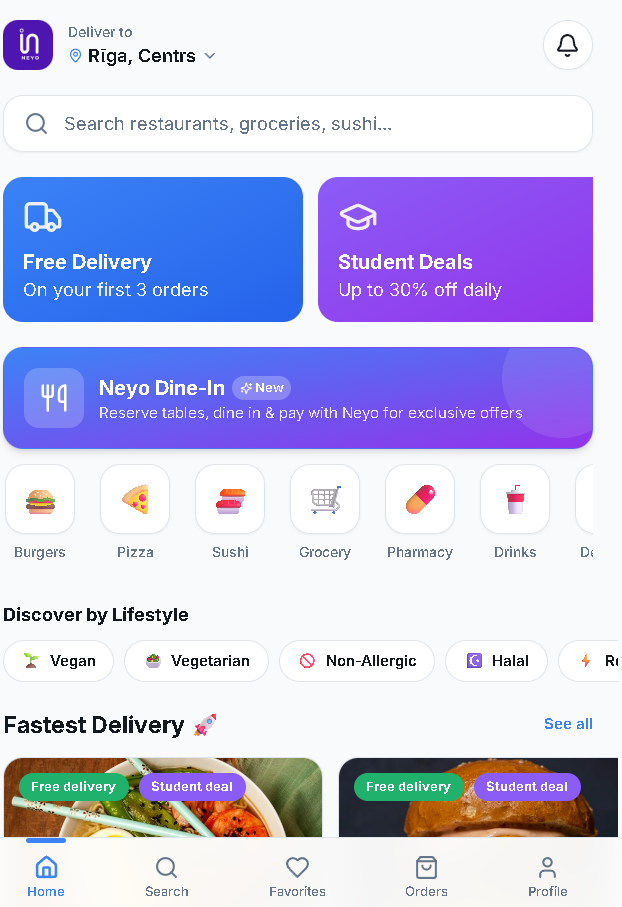 in
NEYO
Deliver to
Rīga, Centrs
Search restaurants, groceries, sushi...
Free Delivery
On your first 3 orders
Student Deals
Up to 30% off daily
Neyo Dine-In New
Reserve tables, dine in & pay with Neyo for exclusive offers
Burgers Pizza Sushi Grocery Pharmacy Drinks De
Discover by Lifestyle
Vegan Vegetarian Non-Allergic Halal R
Fastest Delivery See all
Free delivery Student deal Free delivery Student deal
Home Search Favorites Orders Profile